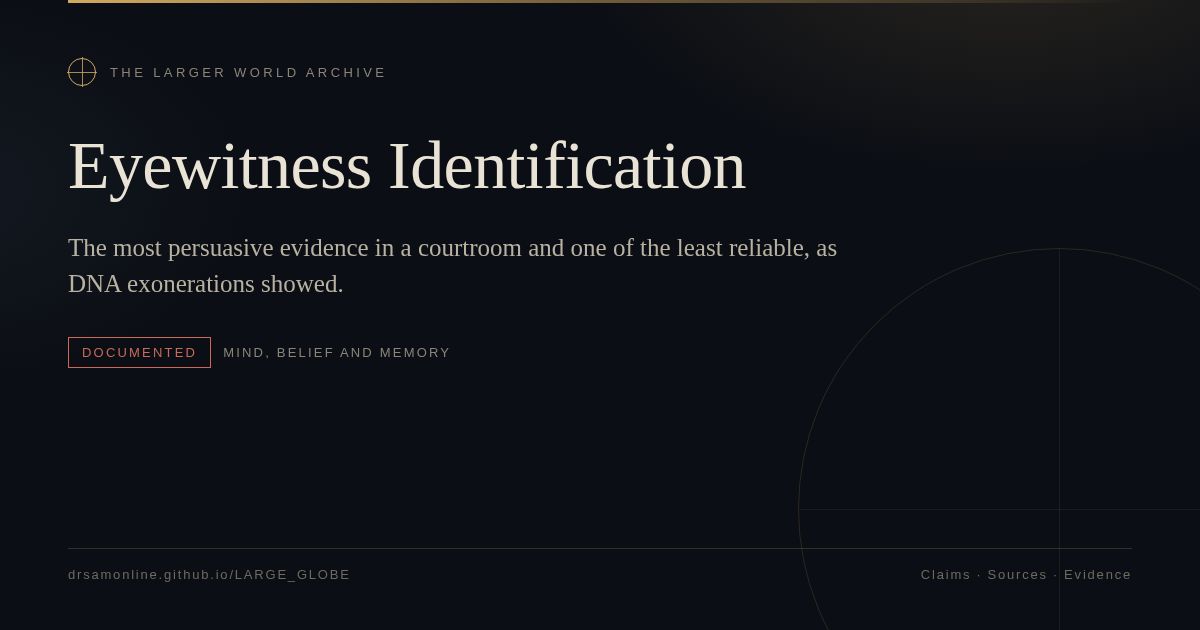 THE LARGER WORLD ARCHIVE
Eyewitness Identification
The most persuasive evidence in a courtroom and one of the least reliable, as
DNA exonerations showed.
DOCUMENTED MIND, BELIEF AND MEMORY
drsamonline.github.io/LARGE_GLOBE
Claims · Sources · Evidence